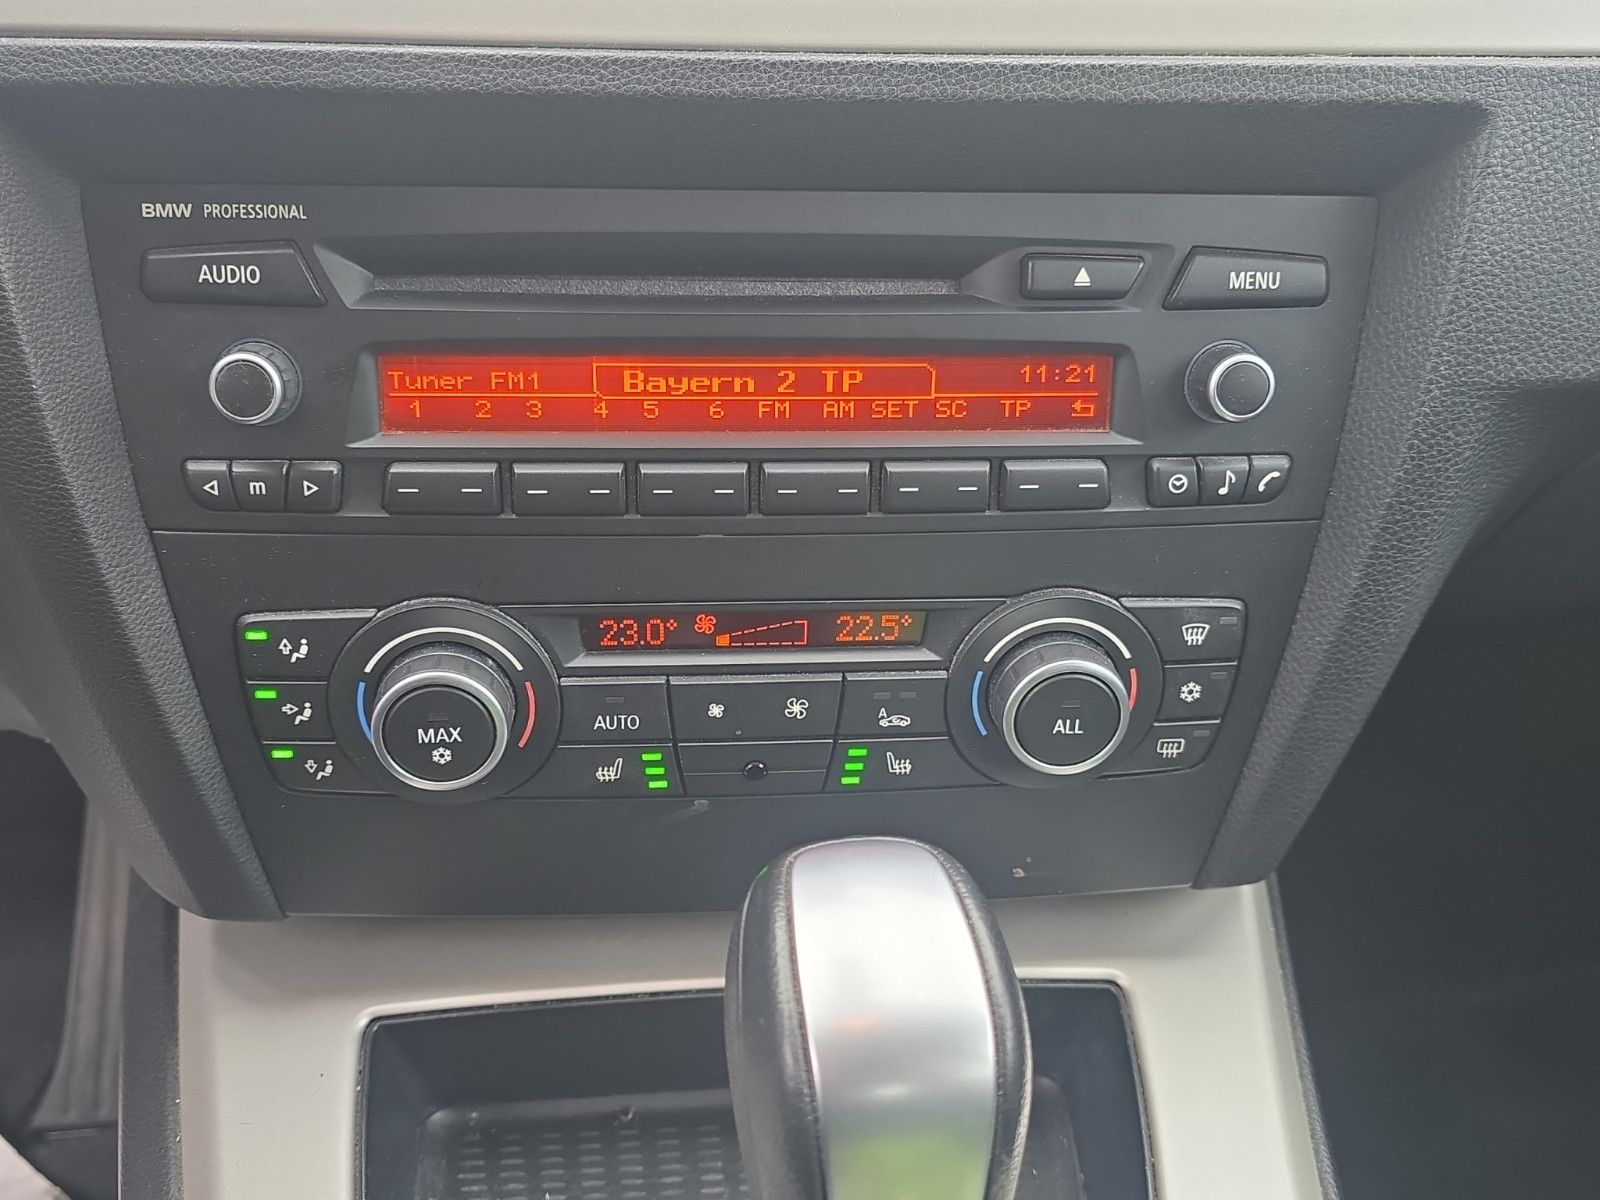 BMW PROFESSIONAL
AUDIO
MENU
Tuner FM1 Bayern 2 TP 11:21
1 2 3 4 5 6 FM AM SET SC TP
m
23.0° 22.5°
MAX
AUTO
A
ALL